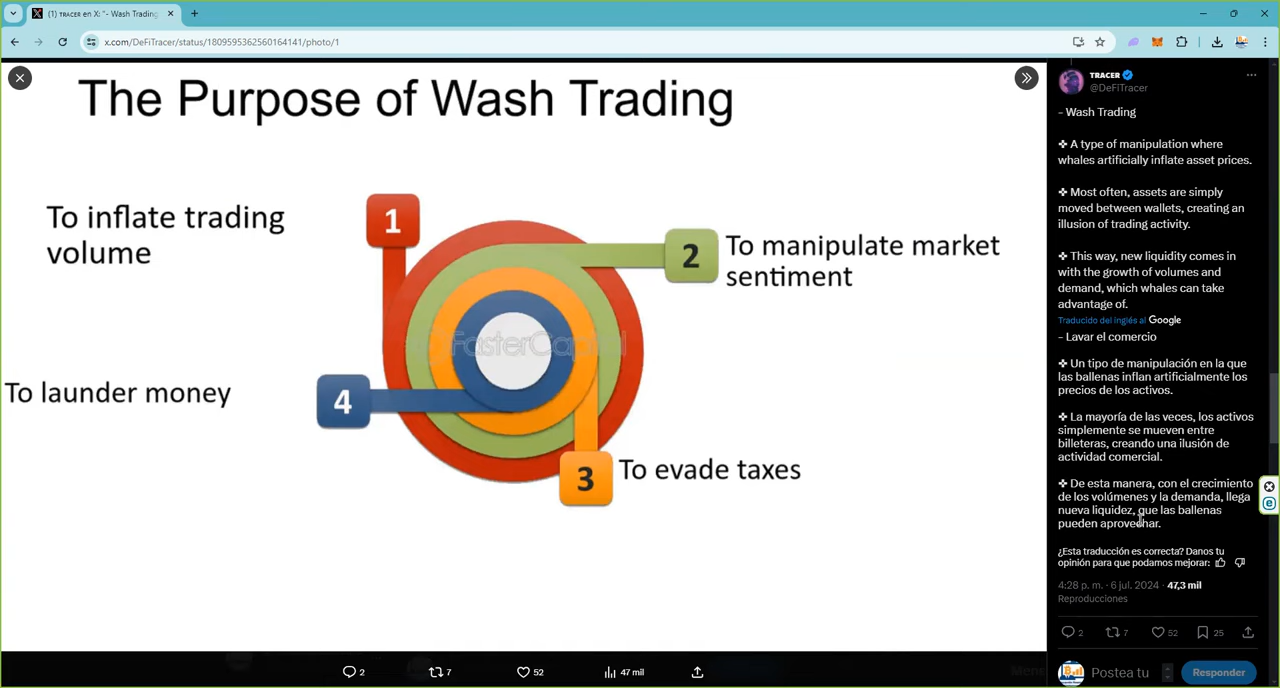 (1) TRACER en X: "- Wash Trading
x.com/DeFiTracer/status/1809595362560164141/photo/1
The Purpose of Wash Trading
1
To inflate trading
volume
2
To manipulate market
sentiment
FasterCapital
4
To launder money
3
To evade taxes
2
7
52
47 mil
TRACER
@DeFiTracer
- Wash Trading
✤ A type of manipulation where
whales artificially inflate asset prices.
✤ Most often, assets are simply
moved between wallets, creating an
illusion of trading activity.
✤ This way, new liquidity comes in
with the growth of volumes and
demand, which whales can take
advantage of.
Traducido del inglés al Google
- Lavar el comercio
✤ Un tipo de manipulación en la que
las ballenas inflan artificialmente los
precios de los activos.
✤ La mayoría de las veces, los activos
simplemente se mueven entre
billeteras, creando una ilusión de
actividad comercial.
✤ De esta manera, con el crecimiento
de los volúmenes y la demanda, llega
nueva liquidez, que las ballenas
pueden aprovechar.
¿Esta traducción es correcta? Danos tu
opinión para que podamos mejorar:
4:28 p. m. · 6 jul. 2024 · 47,3 mil
Reproducciones
2
7
52
25
Postea tu
Responder